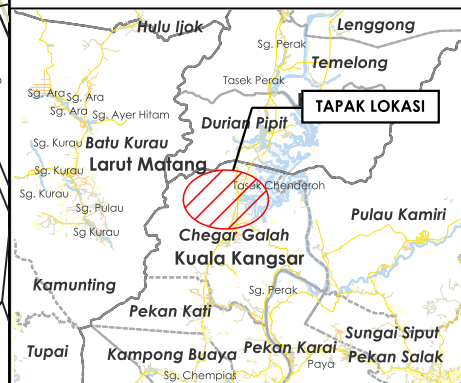 Hulu Ijok
Lenggong
Sg. Perak
Temelong
Tasek Perak
Sg. Ara
Sg. Ara
Sg. Ara
Sg. Ayer Hitam
TAPAK LOKASI
Durian Pipit
Sg. Kurau
Batu Kurau
Larut Matang
Sg. Kurau
Tasek Chenderoh
Sg. Kurau
Sg. Pulau
Pulau Kamiri
Sg Kurau
Chegar Galah
Kuala Kangsar
Kamunting
Sg. Perak
Pekan Kati
Sungai Siput
Tupai
Kampong Buaya
Pekan Karai
Pekan Salak
Paya
Sg. Chempias